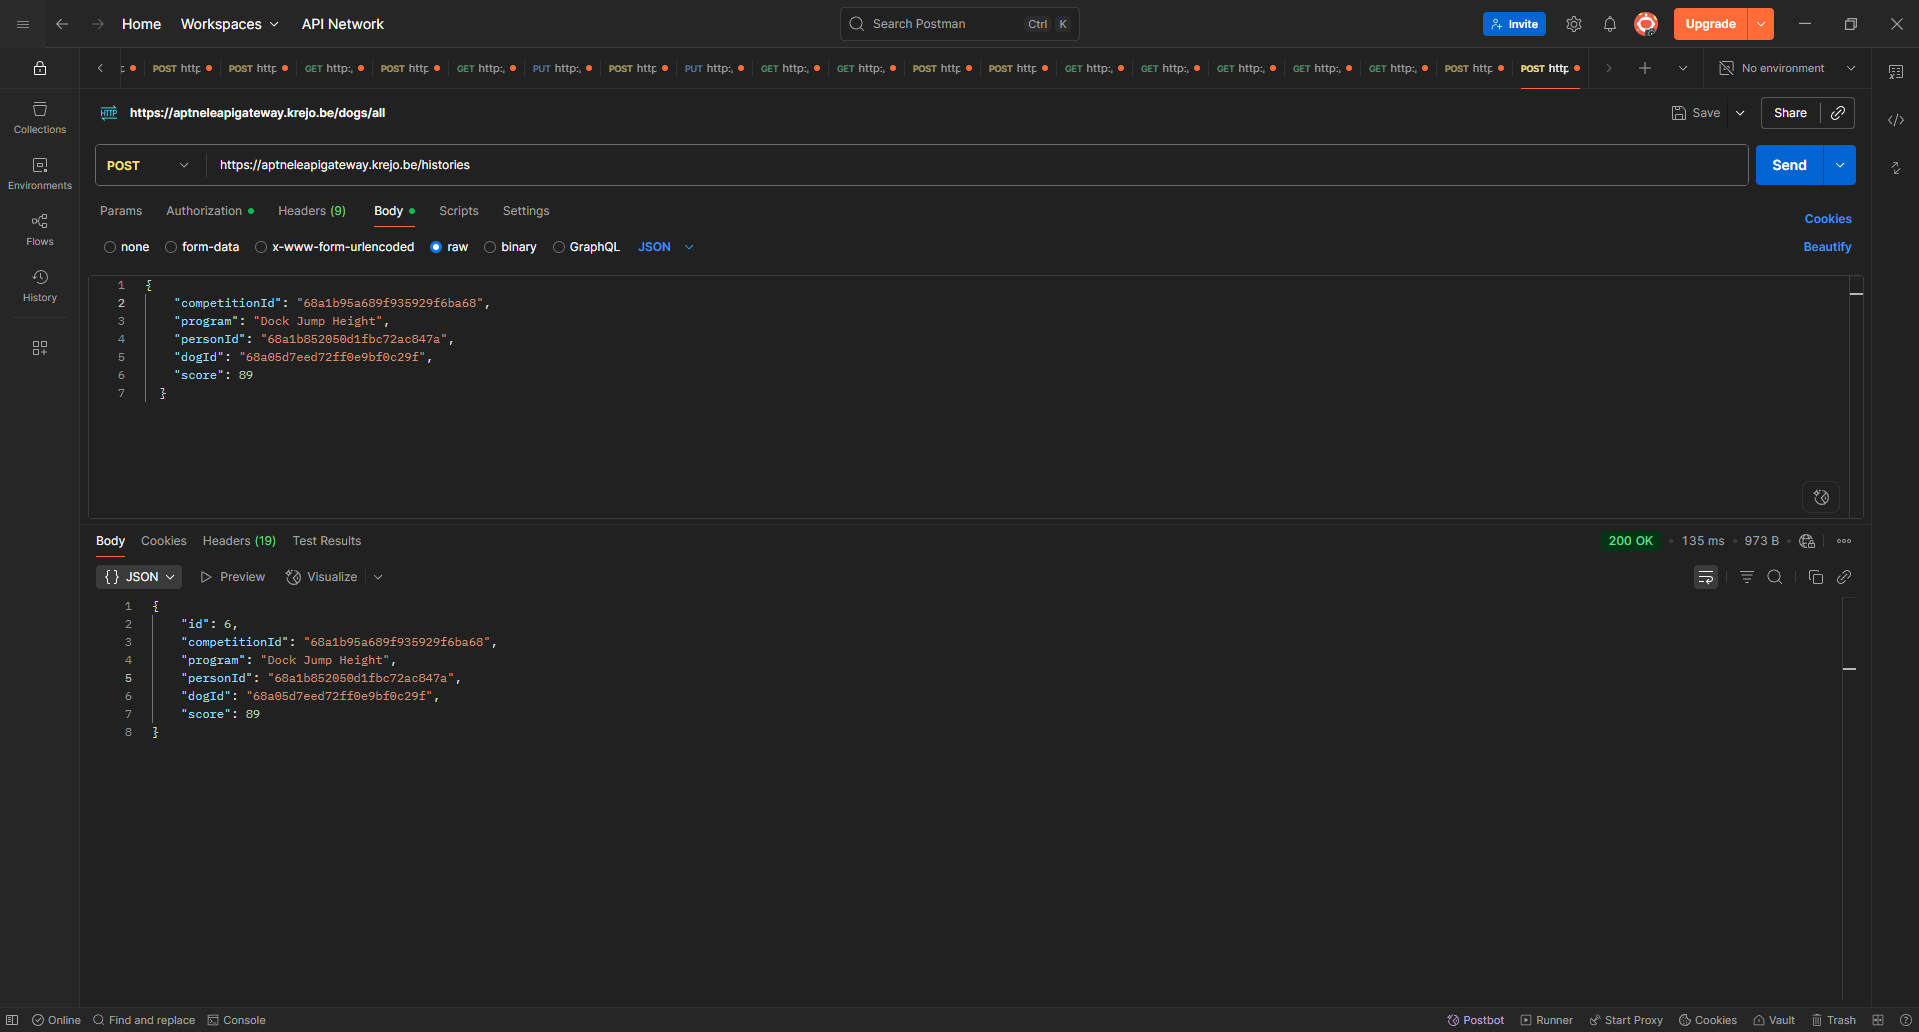 Home Workspaces API Network Search Postman Ctrl K Invite Upgrade
POST http POST http GET http: POST http GET http: PUT http: POST http PUT http: GET http: GET http: POST http POST http GET http: GET http: GET http: GET http: GET http: POST http POST http No environment
HTTP https://aptneleapigateway.krejo.be/dogs/all Save Share
POST https://aptneleapigateway.krejo.be/histories Send
Params Authorization Headers (9) Body Scripts Settings Cookies
none form-data x-www-form-urlencoded raw binary GraphQL JSON Beautify
Collections
Environments
Flows
History
1 {
2 "competitionId": "68a1b95a689f935929f6ba68",
3 "program": "Dock Jump Height",
4 "personId": "68a1b852050d1fbc72ac847a",
5 "dogId": "68a05d7eed72ff0e9bf0c29f",
6 "score": 89
7 }
Body Cookies Headers (19) Test Results 200 OK 135 ms 973 B
{} JSON Preview Visualize
1 {
2 "id": 6,
3 "competitionId": "68a1b95a689f935929f6ba68",
4 "program": "Dock Jump Height",
5 "personId": "68a1b852050d1fbc72ac847a",
6 "dogId": "68a05d7eed72ff0e9bf0c29f",
7 "score": 89
8 }
Online Find and replace Console Postbot Runner Start Proxy Cookies Vault Trash